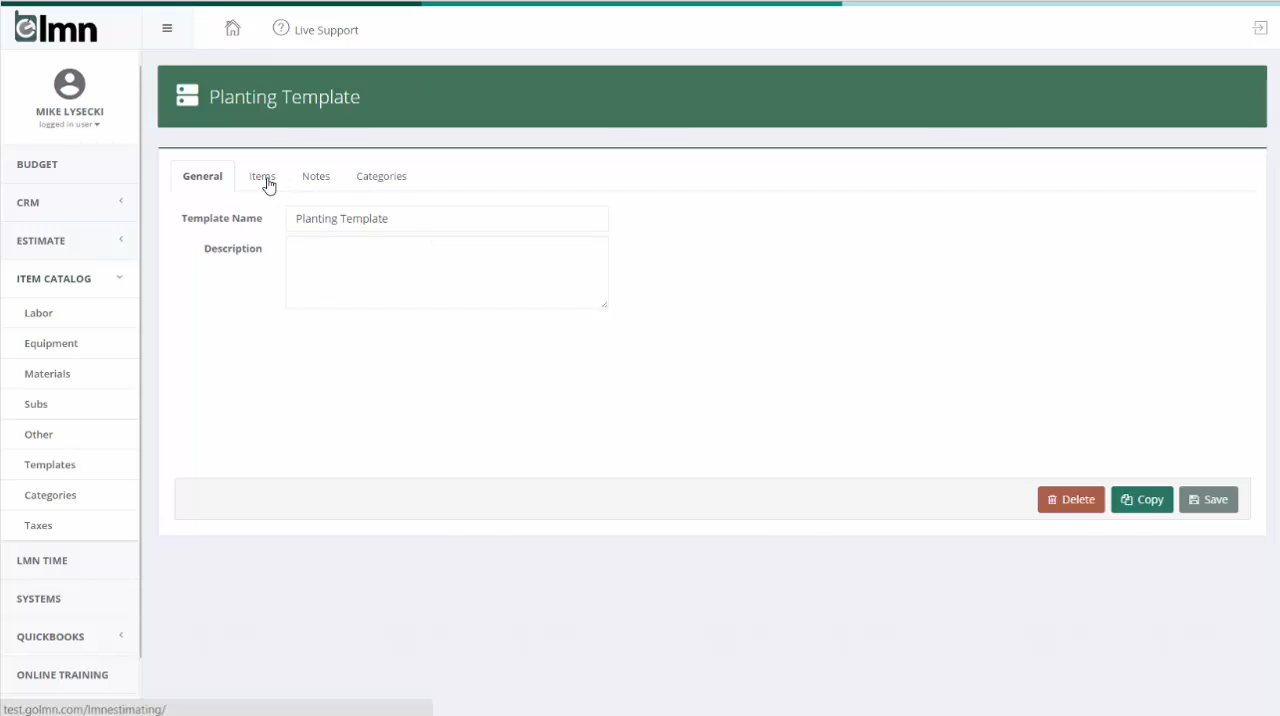 lmn
Live Support
MIKE LYSECKI
logged in user
BUDGET
CRM
ESTIMATE
ITEM CATALOG
Labor
Equipment
Materials
Subs
Other
Templates
Categories
Taxes
LMN TIME
SYSTEMS
QUICKBOOKS
ONLINE TRAINING
test.golmn.com/lmnestimating/
Planting Template
General Items Notes Categories
Template Name Planting Template
Description
Delete Copy Save